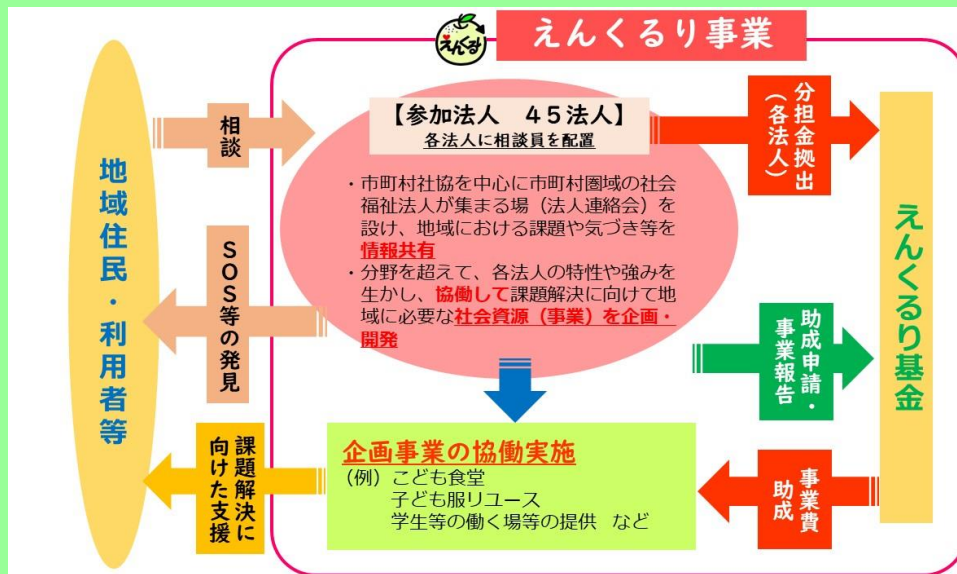 えんくるり
えんくるり事業
地域住民・利用者等
相談
SOS等の発見
課題解決に
向けた支援
【参加法人 ４５法人】
各法人に相談員を配置
・市町村社協を中心に市町村圏域の社会
福祉法人が集まる場（法人連絡会）を
設け、地域における課題や気づき等を
情報共有
・分野を超えて、各法人の特性や強みを
生かし、協働して課題解決に向けて地
域に必要な社会資源（事業）を企画・
開発
企画事業の協働実施
（例）こども食堂
子ども服リユース
学生等の働く場等の提供 など
分担金拠出
（各法人）
助成申請・
事業報告
事業費
助成
えんくるり基金